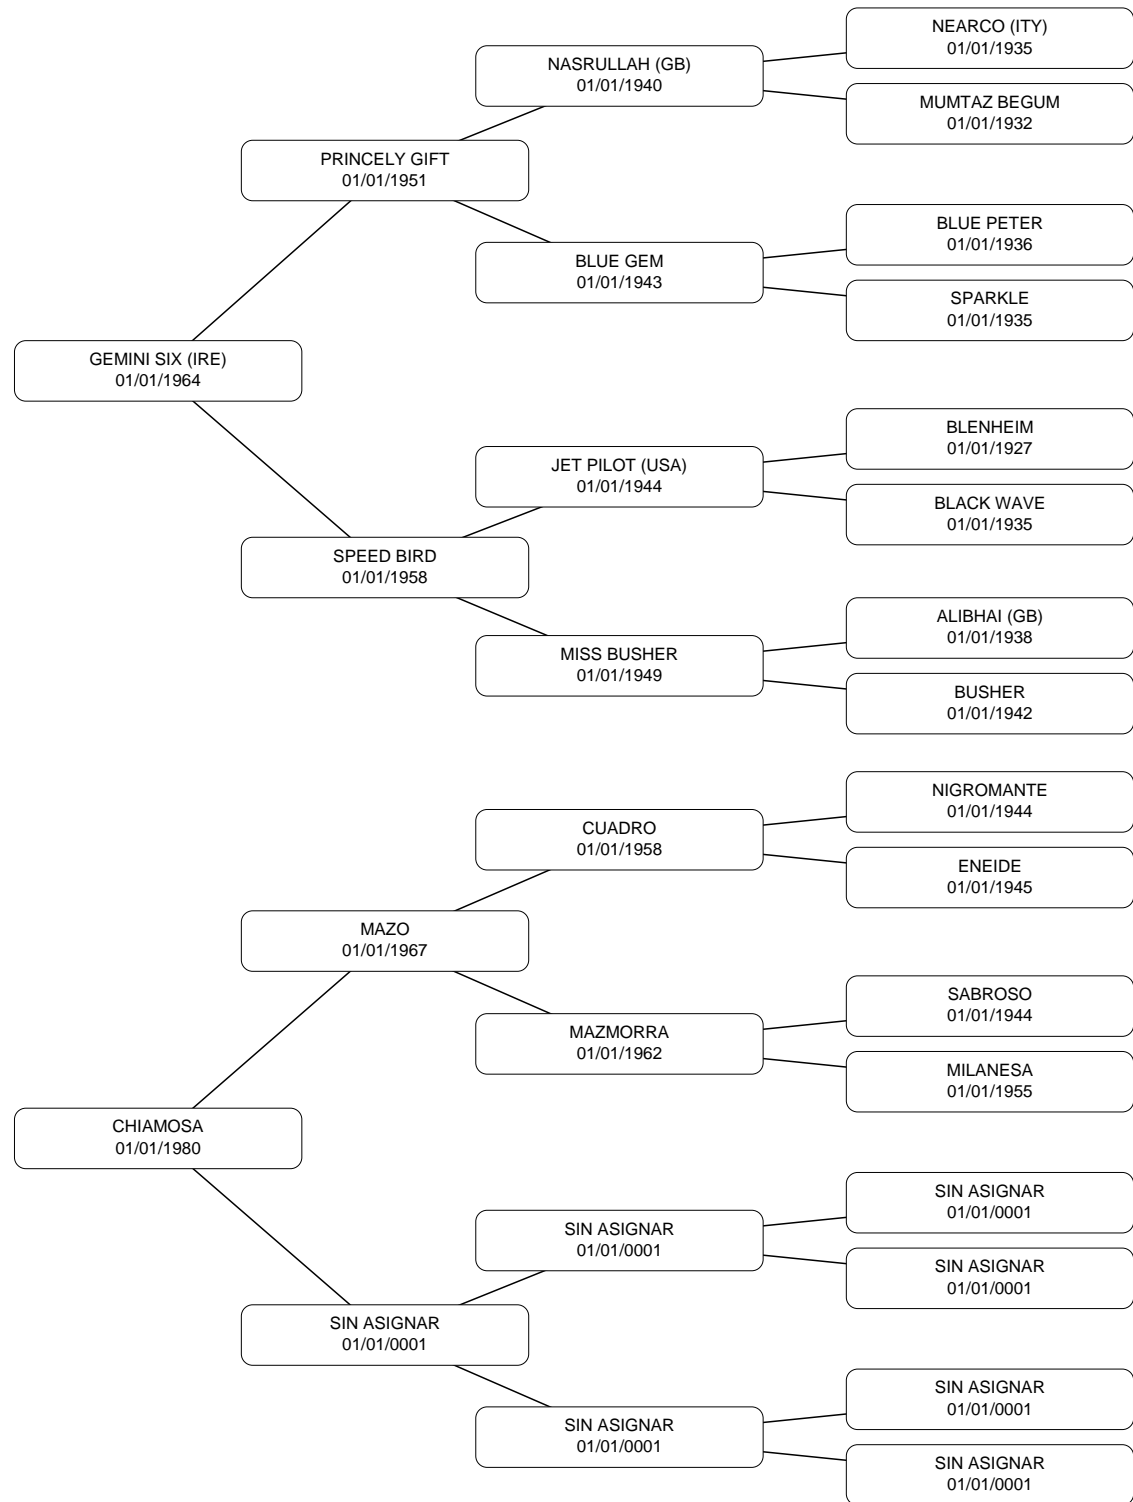 NEARCO (ITY)
01/01/1935
NASRULLAH (GB)
01/01/1940
MUMTAZ BEGUM
01/01/1932
PRINCELY GIFT
01/01/1951
BLUE PETER
01/01/1936
BLUE GEM
01/01/1943
SPARKLE
01/01/1935
GEMINI SIX (IRE)
01/01/1964
BLENHEIM
01/01/1927
JET PILOT (USA)
01/01/1944
BLACK WAVE
01/01/1935
SPEED BIRD
01/01/1958
ALIBHAI (GB)
01/01/1938
MISS BUSHER
01/01/1949
BUSHER
01/01/1942
NIGROMANTE
01/01/1944
CUADRO
01/01/1958
ENEIDE
01/01/1945
MAZO
01/01/1967
SABROSO
01/01/1944
MAZMORRA
01/01/1962
MILANESA
01/01/1955
CHIAMOSA
01/01/1980
SIN ASIGNAR
01/01/0001
SIN ASIGNAR
01/01/0001
SIN ASIGNAR
01/01/0001
SIN ASIGNAR
01/01/0001
SIN ASIGNAR
01/01/0001
SIN ASIGNAR
01/01/0001
SIN ASIGNAR
01/01/0001